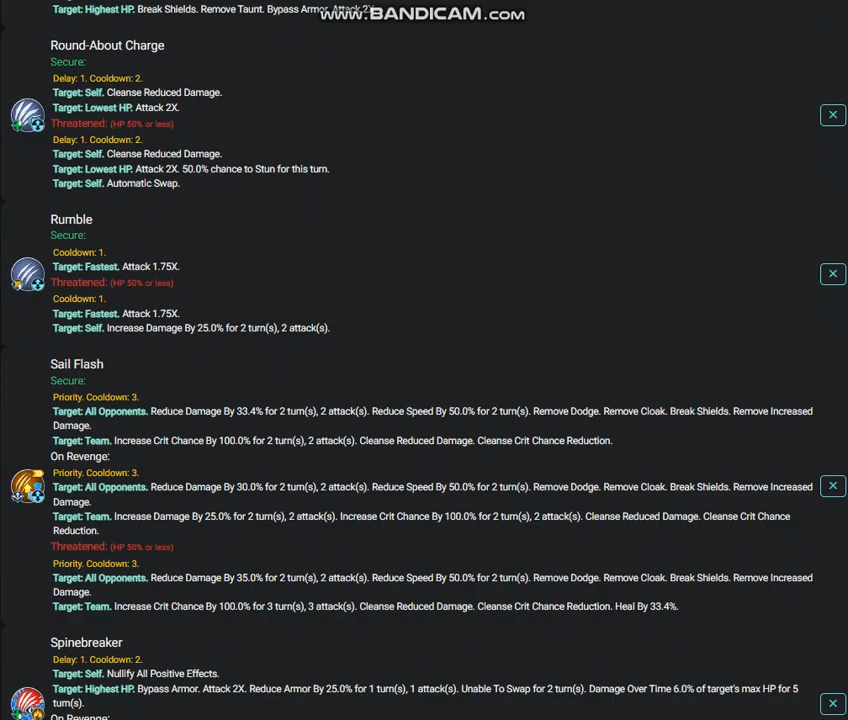 Target: Highest HP. Break Shields. Remove Taunt. Bypass Armor. Attack 2X.
www.BANDICAM.com
Round-About Charge
Secure:
Delay: 1. Cooldown: 2.
Target: Self. Cleanse Reduced Damage.
Target: Lowest HP. Attack 2X.
Threatened: (HP 50% or less)
Delay: 1. Cooldown: 2.
Target: Self. Cleanse Reduced Damage.
Target: Lowest HP. Attack 2X. 50.0% chance to Stun for this turn.
Target: Self. Automatic Swap.
Rumble
Secure:
Cooldown: 1.
Target: Fastest. Attack 1.75X.
Threatened: (HP 50% or less)
Cooldown: 1.
Target: Fastest. Attack 1.75X.
Target: Self. Increase Damage By 25.0% for 2 turn(s), 2 attack(s).
Sail Flash
Secure:
Priority. Cooldown: 3.
Target: All Opponents. Reduce Damage By 33.4% for 2 turn(s), 2 attack(s). Reduce Speed By 50.0% for 2 turn(s). Remove Dodge. Remove Cloak. Break Shields. Remove Increased
Damage.
Target: Team. Increase Crit Chance By 100.0% for 2 turn(s), 2 attack(s). Cleanse Reduced Damage. Cleanse Crit Chance Reduction.
On Revenge:
Priority. Cooldown: 3.
Target: All Opponents. Reduce Damage By 30.0% for 2 turn(s), 2 attack(s). Reduce Speed By 50.0% for 2 turn(s). Remove Dodge. Remove Cloak. Break Shields. Remove Increased
Damage.
Target: Team. Increase Damage By 25.0% for 2 turn(s), 2 attack(s). Increase Crit Chance By 100.0% for 2 turn(s), 2 attack(s). Cleanse Reduced Damage. Cleanse Crit Chance
Reduction.
Threatened: (HP 50% or less)
Priority. Cooldown: 3.
Target: All Opponents. Reduce Damage By 35.0% for 2 turn(s), 2 attack(s). Reduce Speed By 50.0% for 2 turn(s). Remove Dodge. Remove Cloak. Break Shields. Remove Increased
Damage.
Target: Team. Increase Crit Chance By 100.0% for 3 turn(s), 3 attack(s). Cleanse Reduced Damage. Cleanse Crit Chance Reduction. Heal By 33.4%.
Spinebreaker
Delay: 1. Cooldown: 2.
Target: Self. Nullify All Positive Effects.
Target: Highest HP. Bypass Armor. Attack 2X. Reduce Armor By 25.0% for 1 turn(s), 1 attack(s). Unable To Swap for 2 turn(s). Damage Over Time 6.0% of target's max HP for 5
turn(s).
On Revenge: